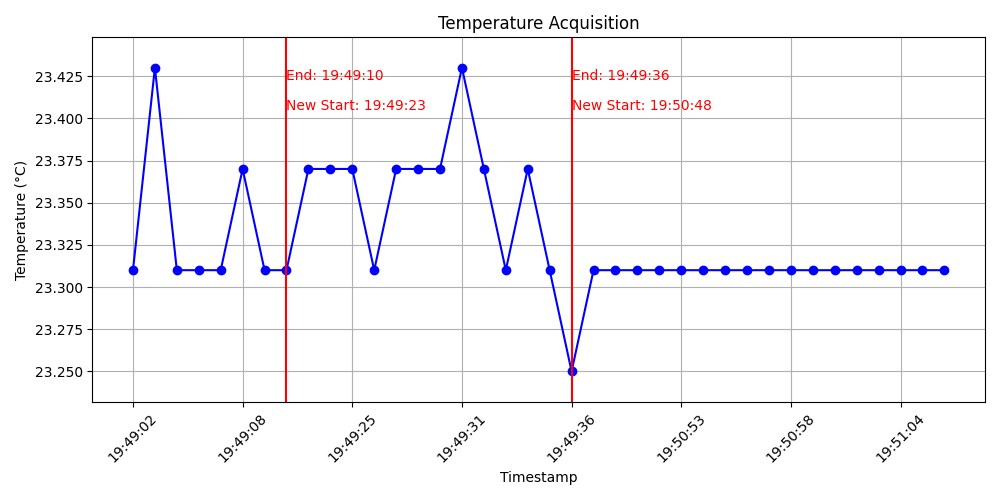 Temperature Acquisition
Temperature (°C)
23.425
23.400
23.375
23.350
23.325
23.300
23.275
23.250
End: 19:49:10
New Start: 19:49:23
End: 19:49:36
New Start: 19:50:48
19:49:02
19:49:08
19:49:25
19:49:31
19:49:36
19:50:53
19:50:58
19:51:04
Timestamp